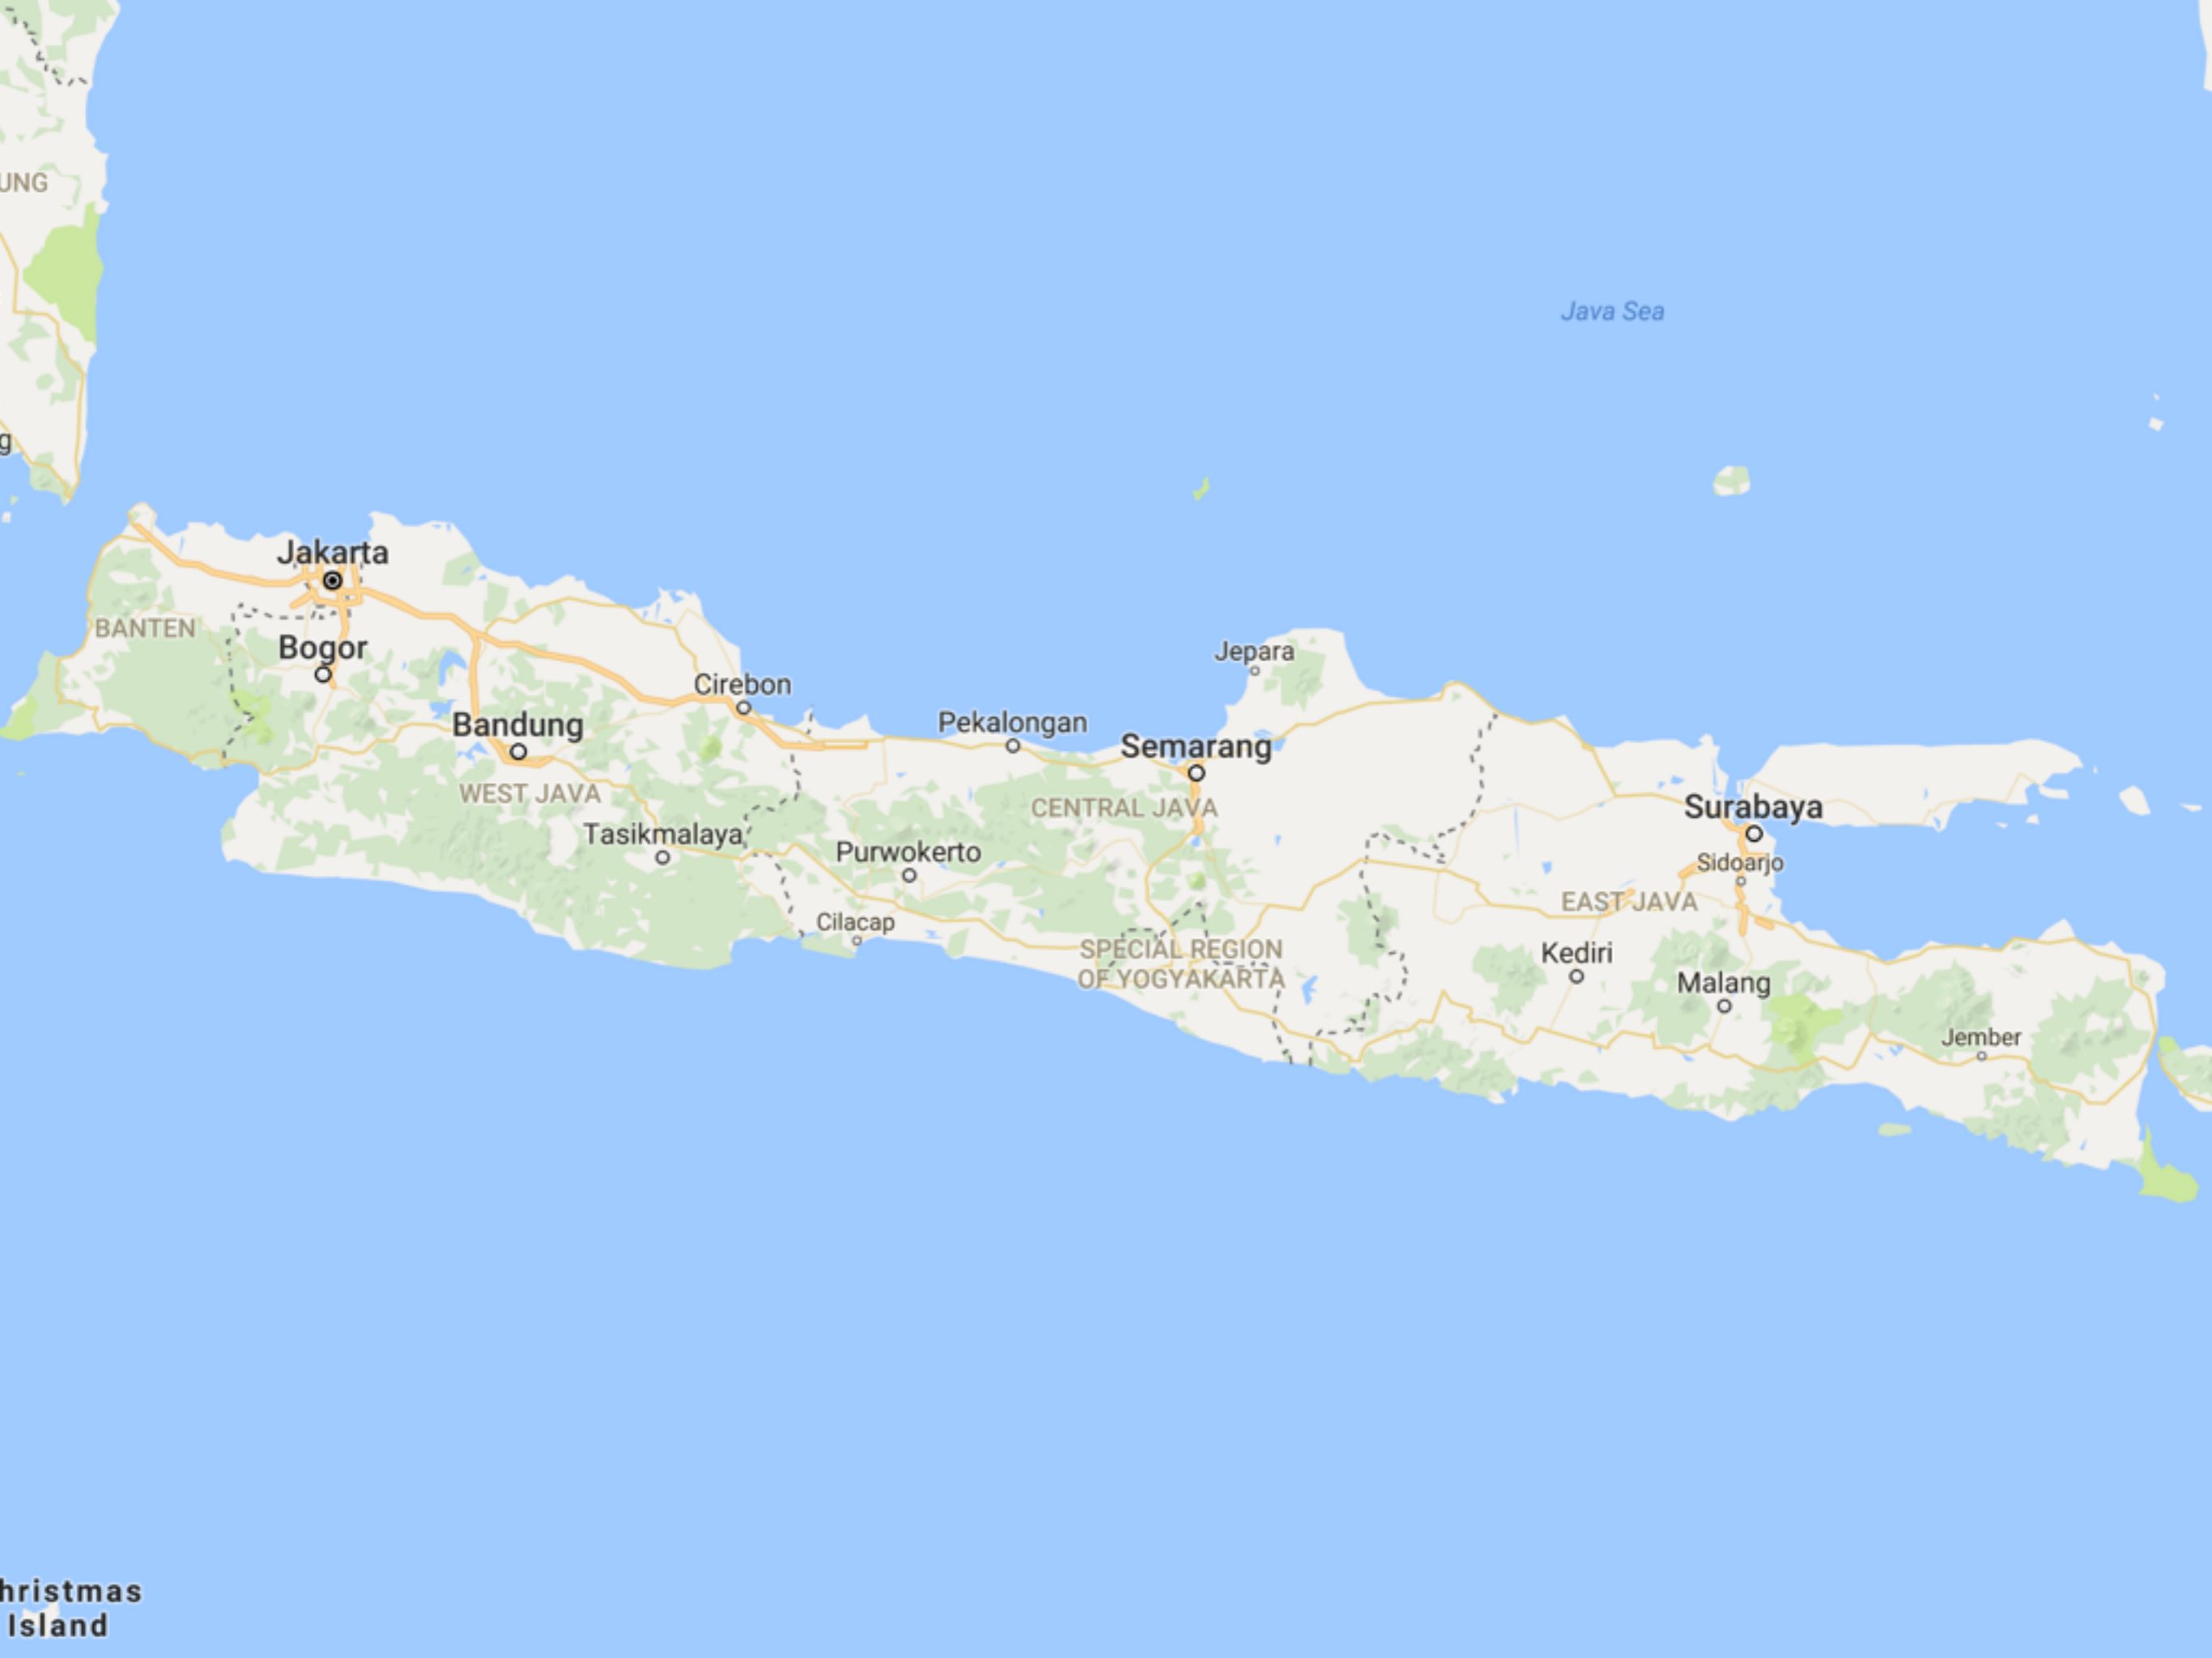 UNG
Java Sea
g
Jakarta
BANTEN
Bogor
Jepara
Cirebon
Bandung
Pekalongan
Semarang
WEST JAVA
CENTRAL JAVA
Surabaya
Tasikmalaya
Purwokerto
Sidoarjo
EAST JAVA
Cilacap
SPECIAL REGION
OF YOGYAKARTA
Kediri
Malang
Jember
hristmas
Island